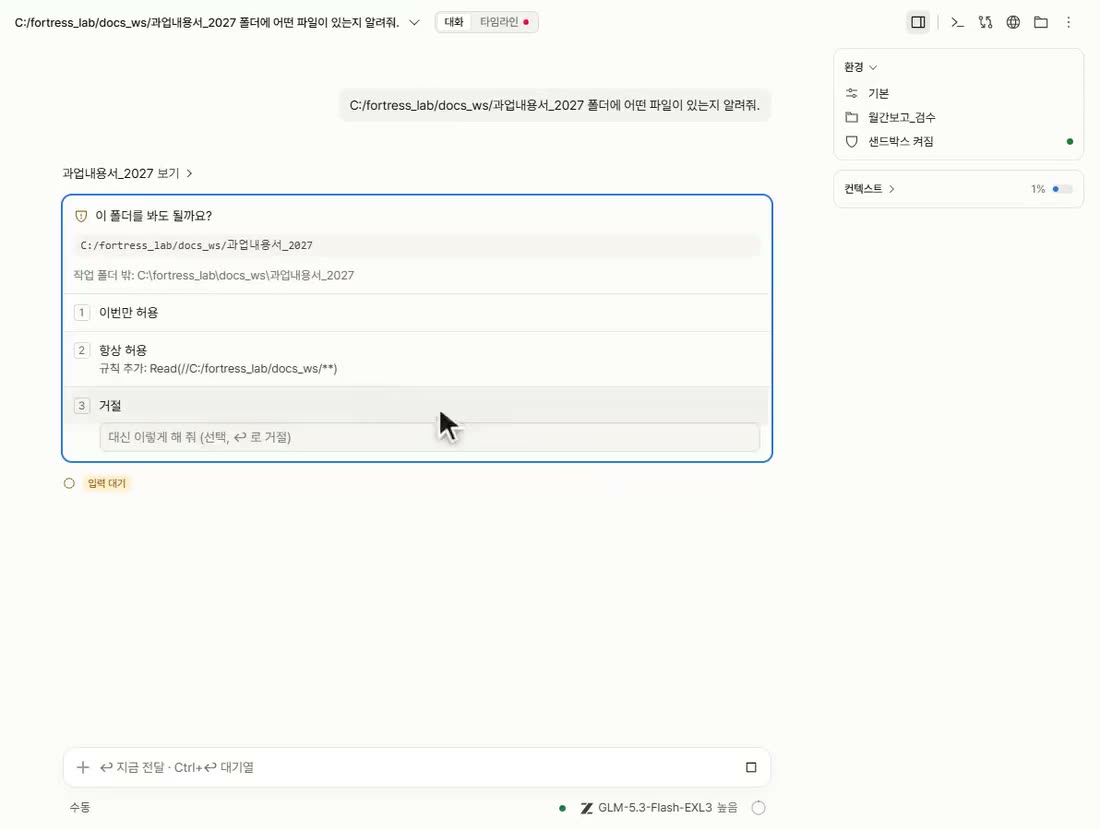 C:/fortress_lab/docs_ws/과업내용서_2027 폴더에 어떤 파일이 있는지 알려줘.
대화 타임라인
C:/fortress_lab/docs_ws/과업내용서_2027 폴더에 어떤 파일이 있는지 알려줘.
환경
기본
월간보고_검수
샌드박스 켜짐
컨텍스트 1%
과업내용서_2027 보기
이 폴더를 봐도 될까요?
C:/fortress_lab/docs_ws/과업내용서_2027
작업 폴더 밖: C:\fortress_lab\docs_ws\과업내용서_2027
1 이번만 허용
2 항상 허용
규칙 추가: Read(//C:/fortress_lab/docs_ws/**)
3 거절
대신 이렇게 해 줘 (선택, ↩ 로 거절)
입력 대기
↩ 지금 전달 · Ctrl+↩ 대기열
수동
GLM-5.3-Flash-EXL3 높음